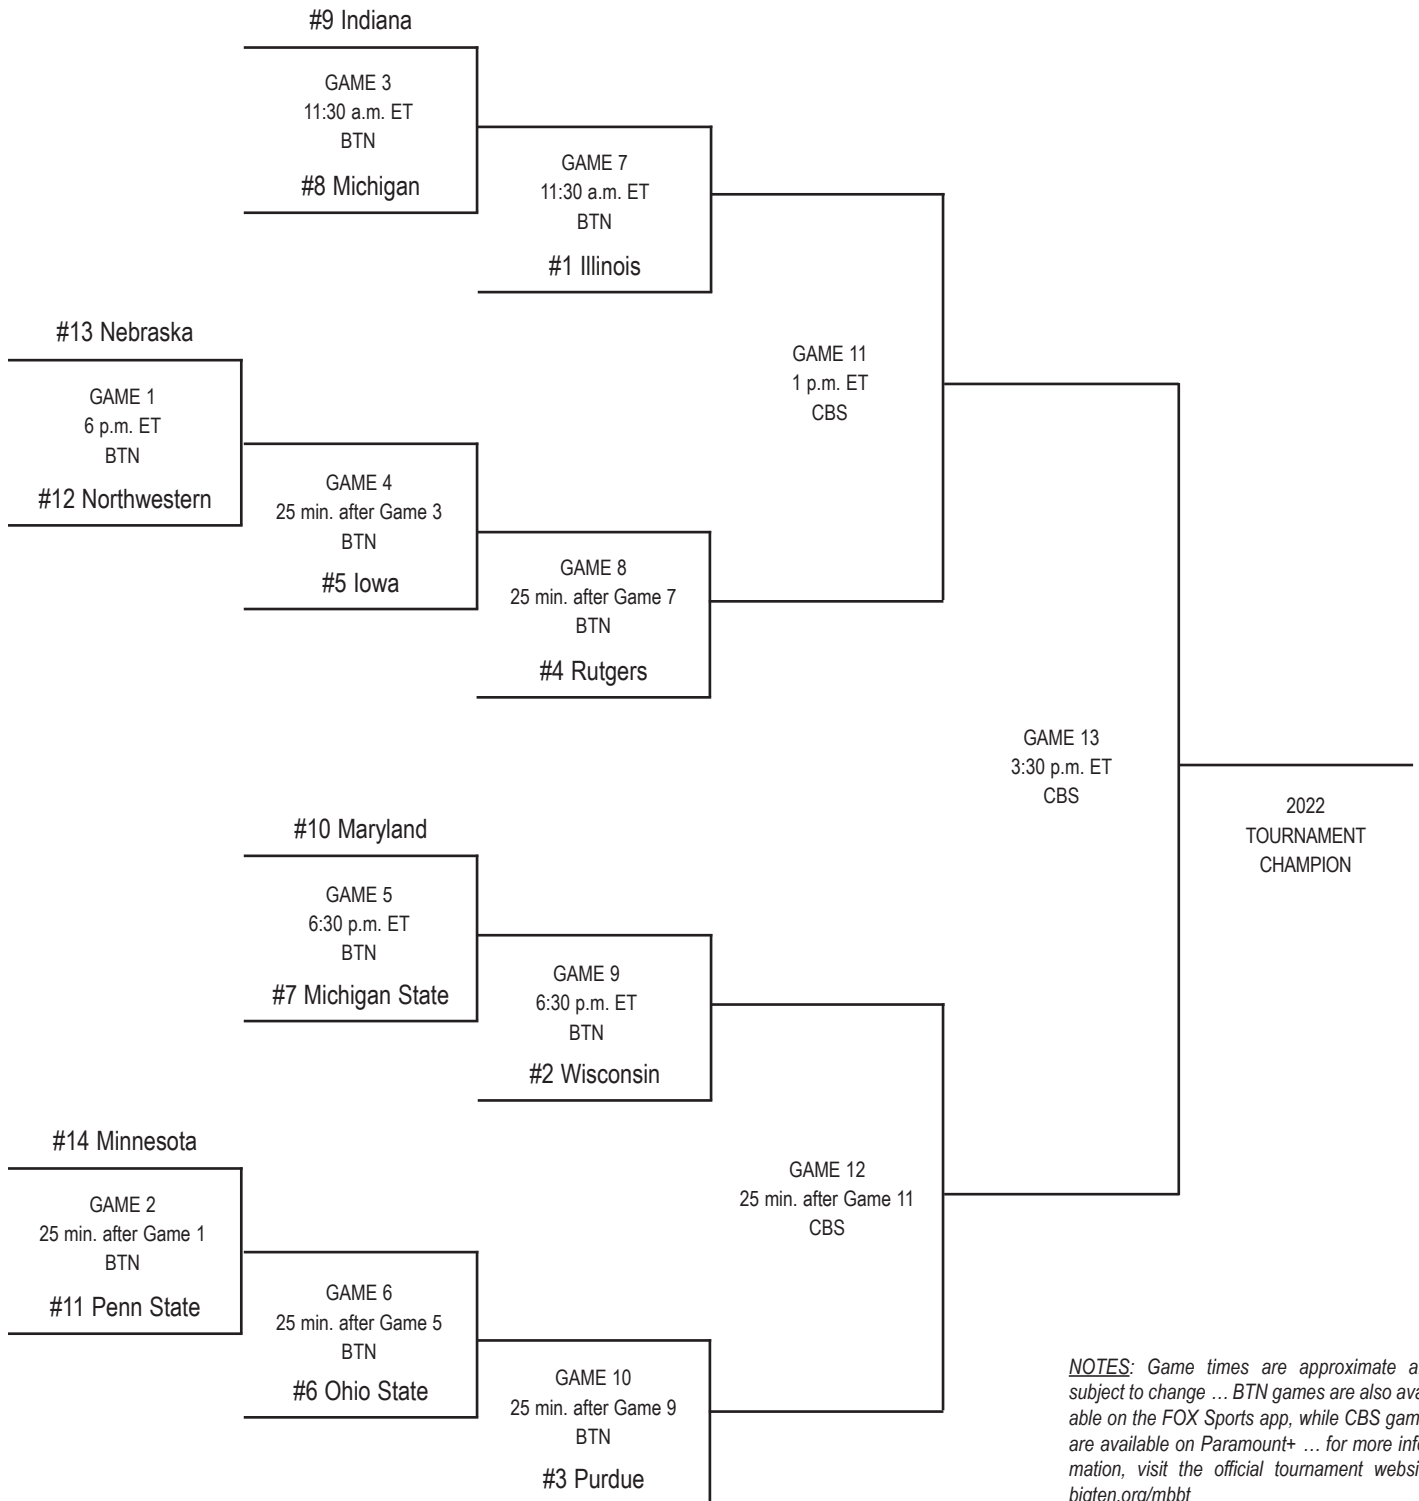 #9 Indiana
GAME 3
11:30 a.m. ET
BTN
#8 Michigan
GAME 7
11:30 a.m. ET
BTN
#1 Illinois
#13 Nebraska
GAME 1
6 p.m. ET
BTN
#12 Northwestern
GAME 4
25 min. after Game 3
BTN
#5 Iowa
GAME 8
25 min. after Game 7
BTN
#4 Rutgers
GAME 11
1 p.m. ET
CBS
GAME 13
3:30 p.m. ET
CBS
2022
TOURNAMENT
CHAMPION
#10 Maryland
GAME 5
6:30 p.m. ET
BTN
#7 Michigan State
GAME 9
6:30 p.m. ET
BTN
#2 Wisconsin
#14 Minnesota
GAME 2
25 min. after Game 1
BTN
#11 Penn State
GAME 6
25 min. after Game 5
BTN
#6 Ohio State
GAME 10
25 min. after Game 9
BTN
#3 Purdue
GAME 12
25 min. after Game 11
CBS
NOTES: Game times are approximate a
subject to change … BTN games are also ava
able on the FOX Sports app, while CBS gam
are available on Paramount+ … for more info
mation, visit the official tournament websi
bigten.org/mbbt